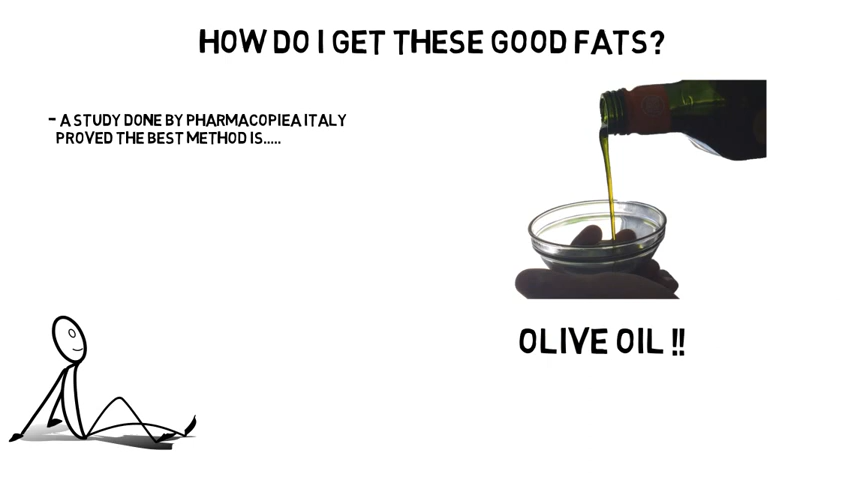 HOW DO I GET THESE GOOD FATS?
- A STUDY DONE BY PHARMACOPIEA ITALY
PROVED THE BEST METHOD IS.....
OLIVE OIL !!